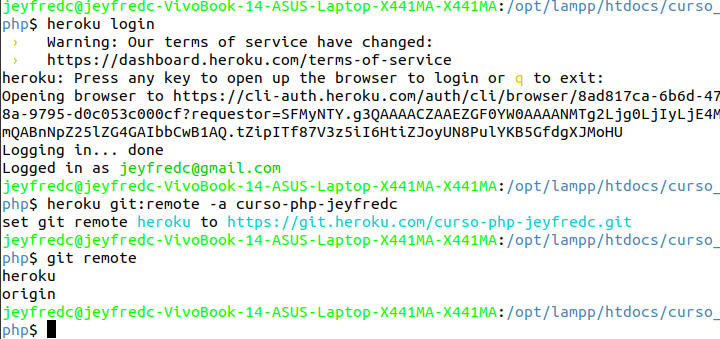 jeyfredc@jeyfredc-VivoBook-14-ASUS-Laptop-X441MA-X441MA:/opt/lampp/htdocs/curso_
php$ heroku login
› Warning: Our terms of service have changed:
› https://dashboard.heroku.com/terms-of-service
heroku: Press any key to open up the browser to login or q to exit:
Opening browser to https://cli-auth.heroku.com/auth/cli/browser/8ad817ca-6b6d-47
8a-9795-d0c053c000cf?requestor=SFMyNTY.g3QAAAACZAAEZGF0YW0AAAANMTg2Ljg0LjIyLjE4M
mQABnNpZ25lZG4GAIbbCwB1AQ.tZipITf87V3z5iI6HtiZJoyUN8PulYKB5GfdgXJMoHU
Logging in... done
Logged in as jeyfredc@gmail.com
jeyfredc@jeyfredc-VivoBook-14-ASUS-Laptop-X441MA-X441MA:/opt/lampp/htdocs/curso_
php$ heroku git:remote -a curso-php-jeyfredc
set git remote heroku to https://git.heroku.com/curso-php-jeyfredc.git
jeyfredc@jeyfredc-VivoBook-14-ASUS-Laptop-X441MA-X441MA:/opt/lampp/htdocs/curso_
php$ git remote
heroku
origin
jeyfredc@jeyfredc-VivoBook-14-ASUS-Laptop-X441MA-X441MA:/opt/lampp/htdocs/curso_
php$